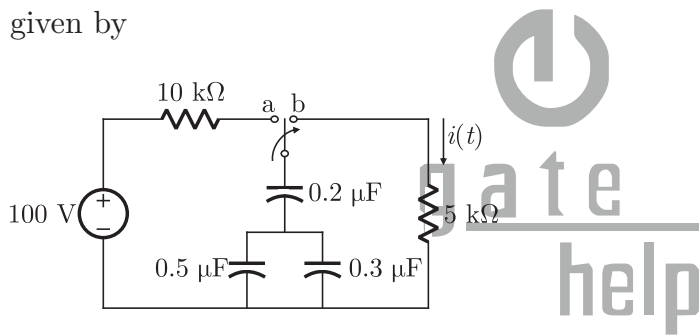 given by
10 kΩ
a b
i(t)
0.2 μF
100 V
+
−
5 kΩ
0.5 μF
0.3 μF
gate
help